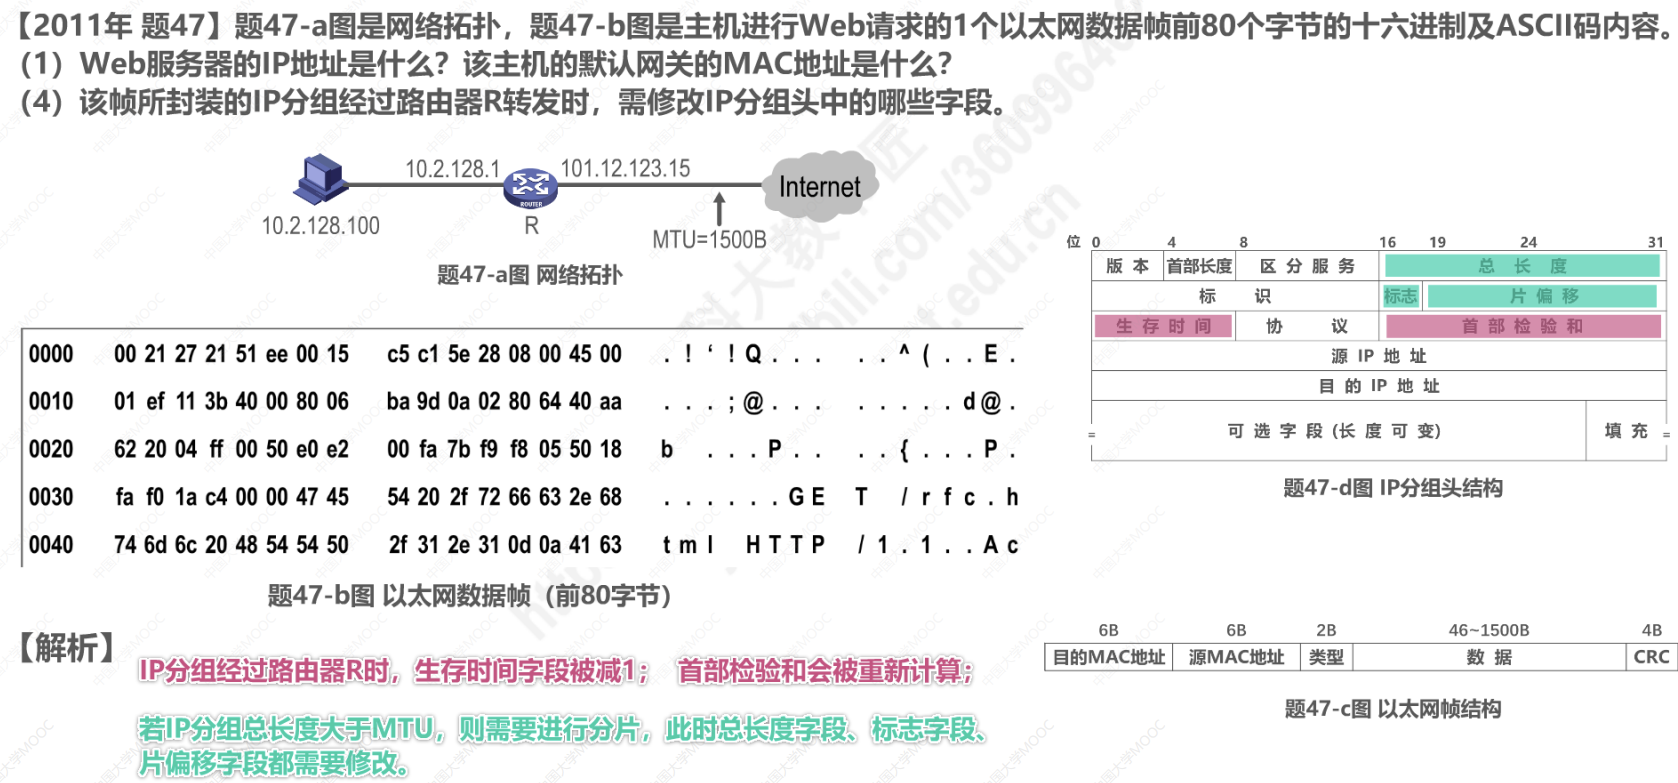 【2011年 题47】题47-a图是网络拓扑，题47-b图是主机进行Web请求的1个以太网数据帧前80个字节的十六进制及ASCII码内容。
（1）Web服务器的IP地址是什么？该主机的默认网关的MAC地址是什么？
（4）该帧所封装的IP分组经过路由器R转发时，需修改IP分组头中的哪些字段。
10.2.128.1 101.12.123.15
Internet
ROUTER
10.2.128.100 R MTU=1500B
题47-a图 网络拓扑
0000 00 21 27 21 51 ee 00 15 c5 c1 5e 28 08 00 45 00 . ! ‘ ! Q . . . . . ^ ( . . E .
0010 01 ef 11 3b 40 00 80 06 ba 9d 0a 02 80 64 40 aa . . . ; @ . . . . . . . . d @ .
0020 62 20 04 ff 00 50 e0 e2 00 fa 7b f9 f8 05 50 18 b . . . P . . . . { . . . P .
0030 fa f0 1a c4 00 00 47 45 54 20 2f 72 66 63 2e 68 . . . . . . G E T / r f c . h
0040 74 6d 6c 20 48 54 54 50 2f 31 2e 31 0d 0a 41 63 t m l H T T P / 1 . 1 . . A c
题47-b图 以太网数据帧（前80字节）
位 0 4 8 16 19 24 31
版本 首部长度 区分服务 总长度
标识 标志 片偏移
生存时间 协议 首部检验和
源 IP 地址
目的 IP 地址
可选字段(长度可变) 填充
题47-d图 IP分组头结构
6B 6B 2B 46~1500B 4B
目的MAC地址 源MAC地址 类型 数据 CRC
题47-c图 以太网帧结构
【解析】
IP分组经过路由器R时，生存时间字段被减1； 首部检验和会被重新计算；
若IP分组总长度大于MTU，则需要进行分片，此时总长度字段、标志字段、
片偏移字段都需要修改。
中国大学MOOC